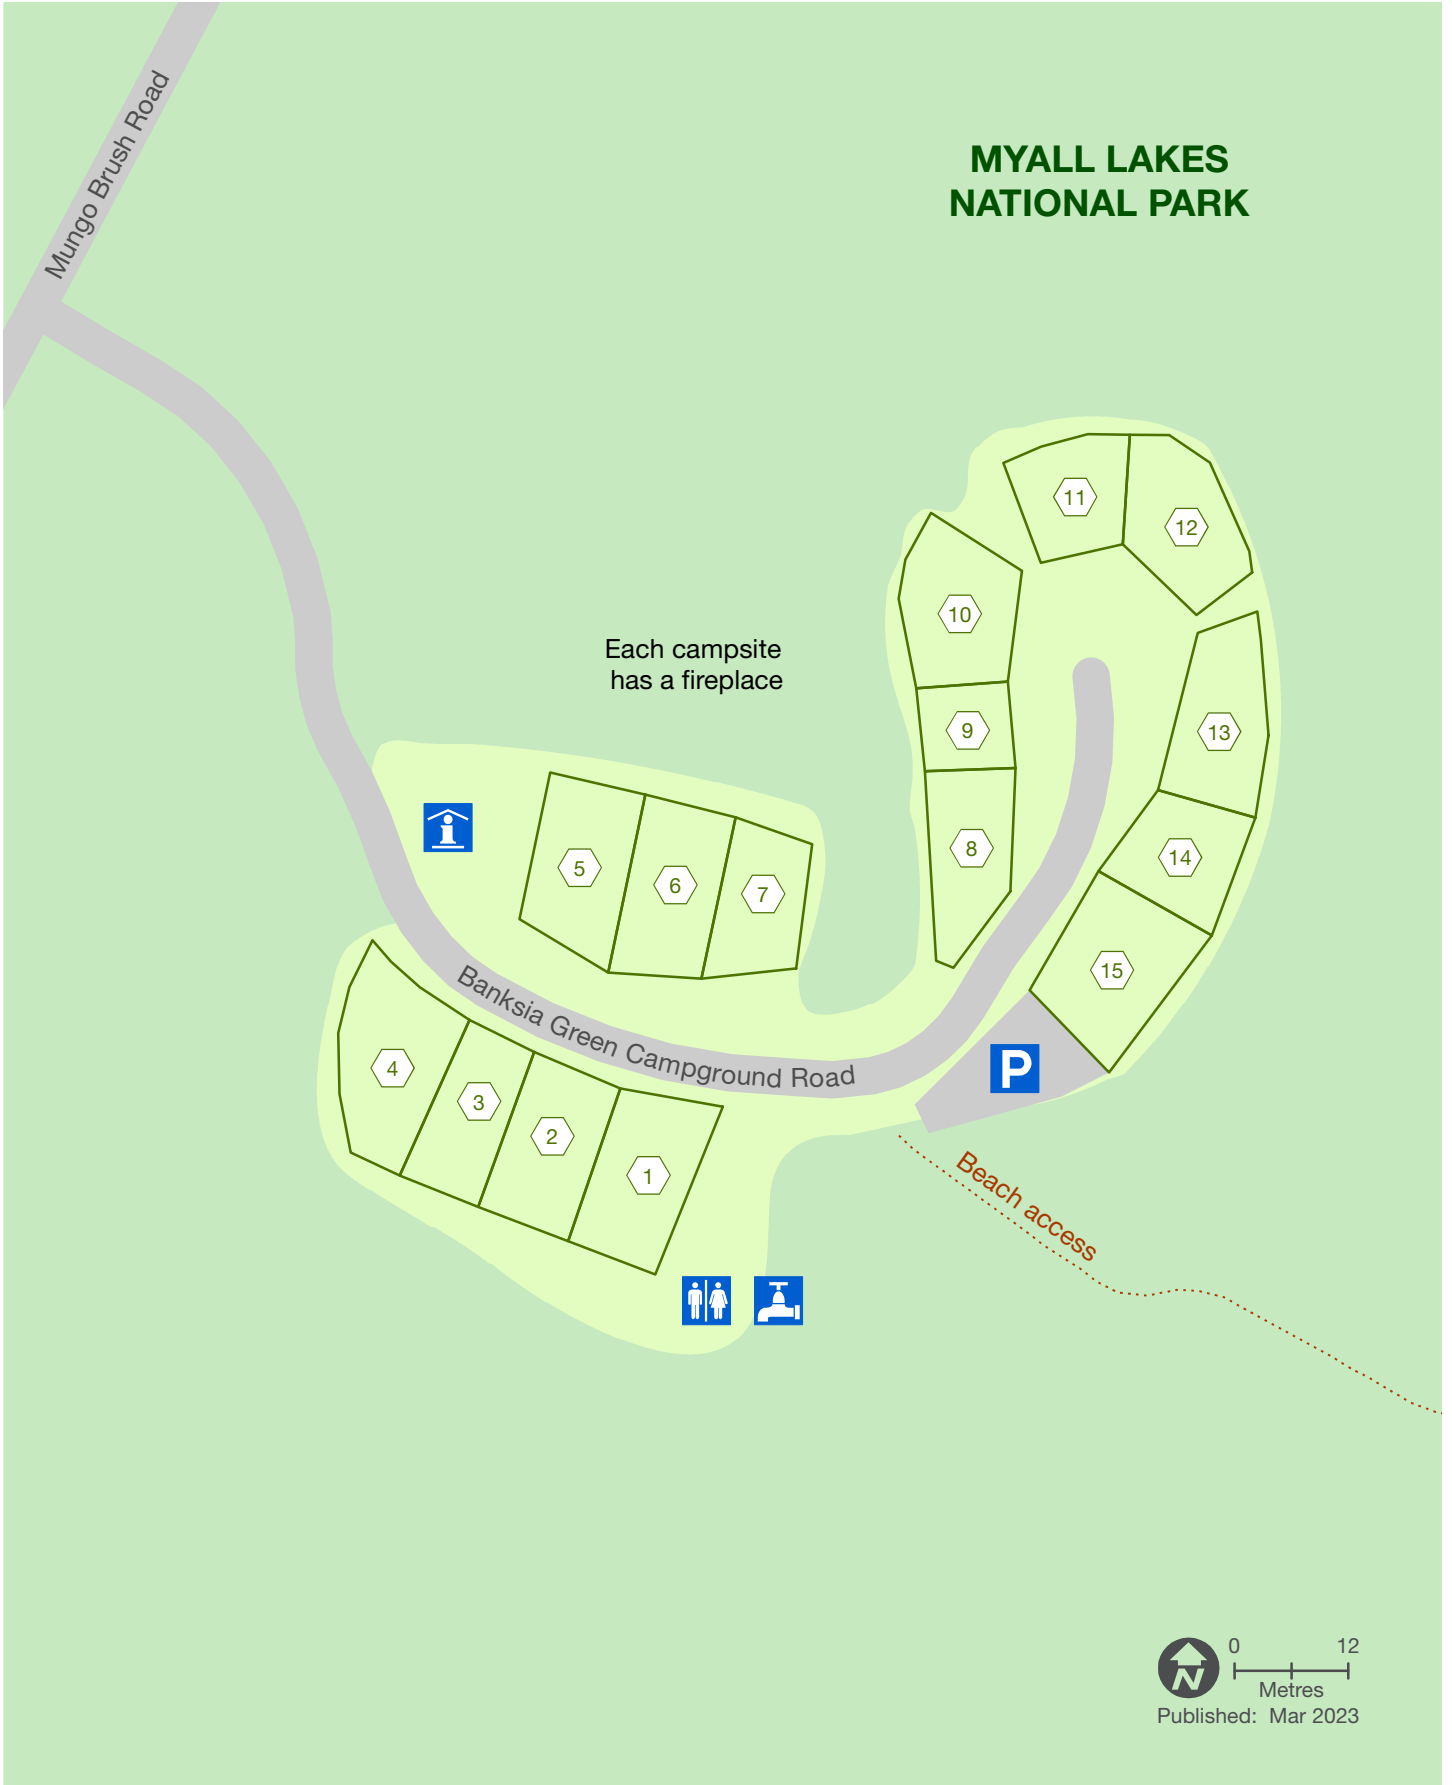 Mungo Brush Road
MYALL LAKES
NATIONAL PARK
11
12
10
Each campsite
has a fireplace
9
13
8
14
5
6
7
15
Banksia Green Campground Road
4
3
2
1
P
Beach access
0 12
N
Metres
Published: Mar 2023